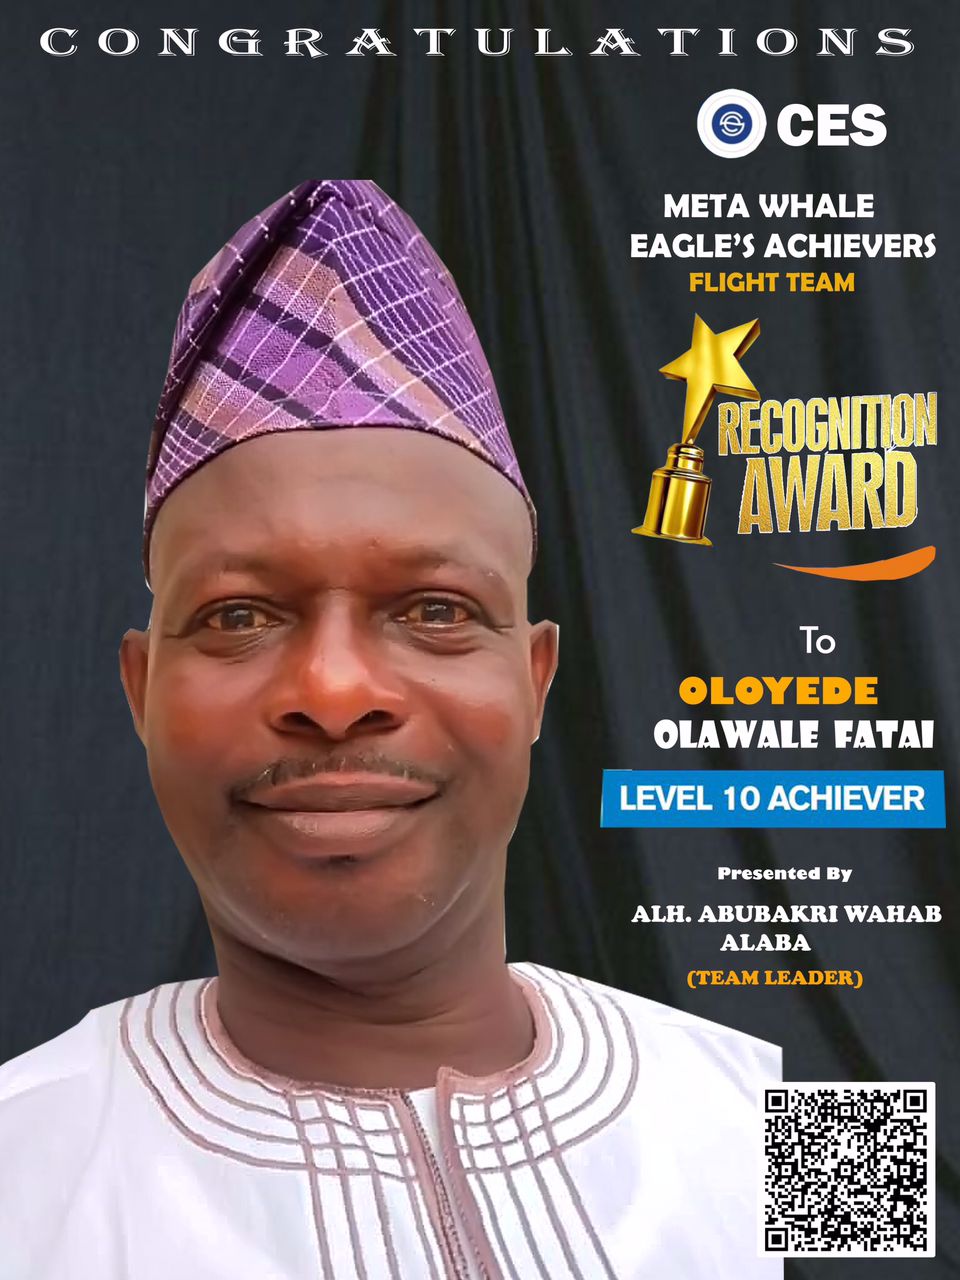 CONGRATULATIONS
CES
META WHALE
EAGLE'S ACHIEVERS
FLIGHT TEAM
RECOGNITION
AWARD
To
OLOYEDE
OLAWALE FATAI
LEVEL 10 ACHIEVER
Presented By
ALH. ABUBAKRI WAHAB
ALABA
(TEAM LEADER)